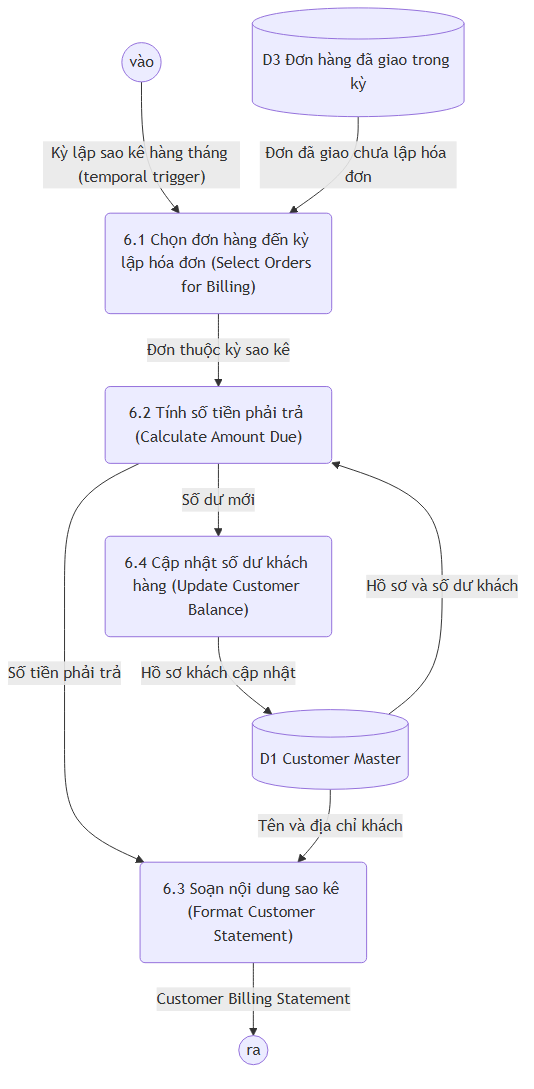 vào
D3 Đơn hàng đã giao trong
kỳ
Kỳ lập sao kê hàng tháng
(temporal trigger)
Đơn đã giao chưa lập hóa
đơn
6.1 Chọn đơn hàng đến kỳ
lập hóa đơn (Select Orders
for Billing)
Đơn thuộc kỳ sao kê
6.2 Tính số tiền phải trả
(Calculate Amount Due)
Số dư mới
6.4 Cập nhật số dư khách
hàng (Update Customer
Balance)
Hồ sơ và số dư khách
Số tiền phải trả
Hồ sơ khách cập nhật
D1 Customer Master
Tên và địa chỉ khách
6.3 Soạn nội dung sao kê
(Format Customer
Statement)
Customer Billing Statement
ra